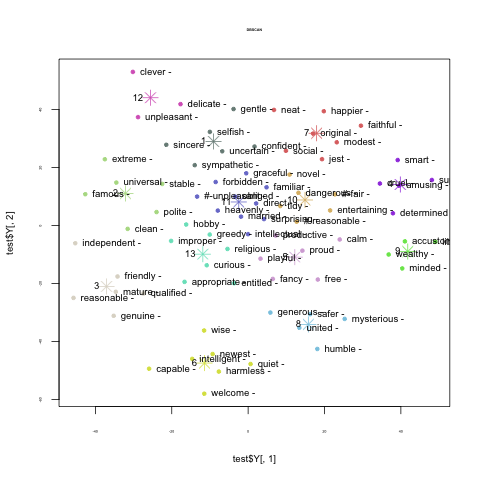 DBSCAN
clever -
12
delicate -
unpleasant -
gentle -
neat -
happier -
faithful -
selfish -
7
original -
1
modest -
sincere -
uncertain -
confident -
social -
extreme -
jest -
smart -
sympathetic -
graceful -
novel -
universal -
stable -
forbidden -
familiar -
amusing -
famous -
2
dangerous
11
10
direct
tidy -
polite -
heavenly -
entertaining -
determined
married -
surprising
#reasonable -
hobby -
clean -
greedy -
intellectual
productive -
independent -
improper -
calm -
religious -
proud -
9
wealthy -
13
playful -
curious -
minded -
friendly -
appropriate -
entitled -
fancy -
free -
3
mature -
qualified -
reasonable -
genuine -
generous
safer -
mysterious -
8
united -
wise -
humble -
newest -
intelligent -
6
quiet -
capable -
harmless -
welcome -
test$Y[, 1]
test$Y[, 2]